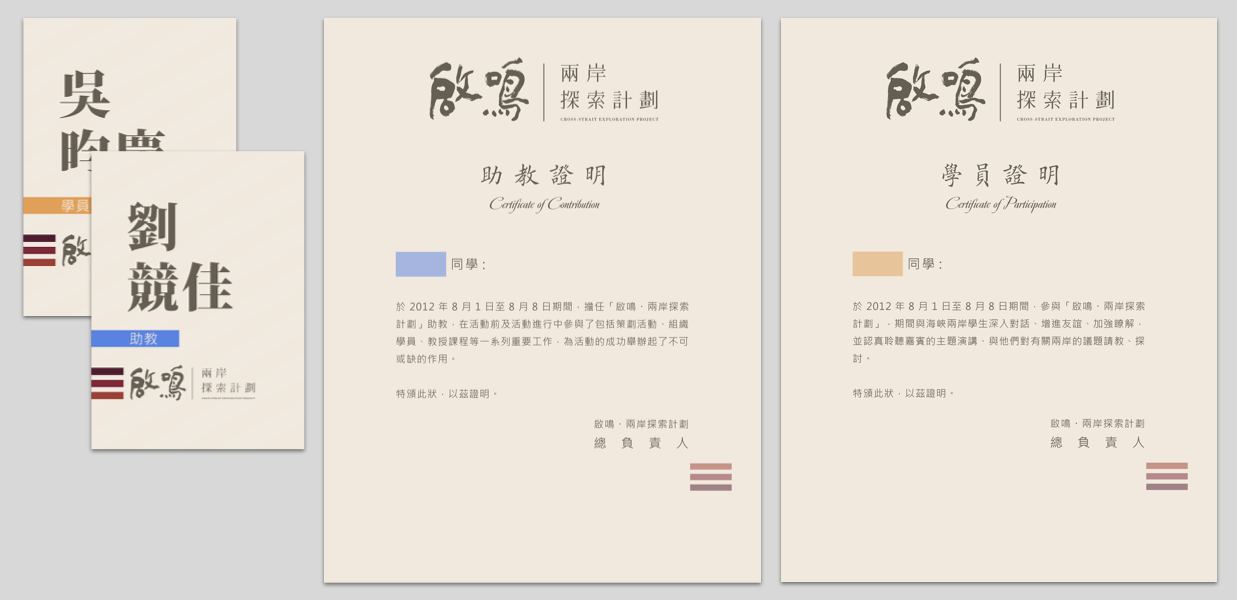 吳
昀慶
學員
啟
劉
競佳
助教
啟鳴
兩岸
探索計劃
啟鳴
兩岸
探索計劃
CROSS-STRAIT EXPLORATION PROJECT
助教證明
Certificate of Contribution
同學：
於 2012 年 8 月 1 日至 8 月 8 日期間，擔任「啟鳴・兩岸探索
計劃」助教，在活動前及活動進行中參與了包括策劃活動、組織
學員、教授課程等一系列重要工作，為活動的成功舉辦起了不可
或缺的作用。
特頒此狀，以茲證明。
啟鳴・兩岸探索計劃
總負責人
啟鳴
兩岸
探索計劃
CROSS-STRAIT EXPLORATION PROJECT
學員證明
Certificate of Participation
同學：
於 2012 年 8 月 1 日至 8 月 8 日期間，參與「啟鳴・兩岸探索
計劃」，期間與海峽兩岸學生深入對話、增進友誼、加強瞭解，
並認真聆聽嘉賓的主題演講，與他們對有關兩岸的議題請教、探
討。
特頒此狀，以茲證明。
啟鳴・兩岸探索計劃
總負責人